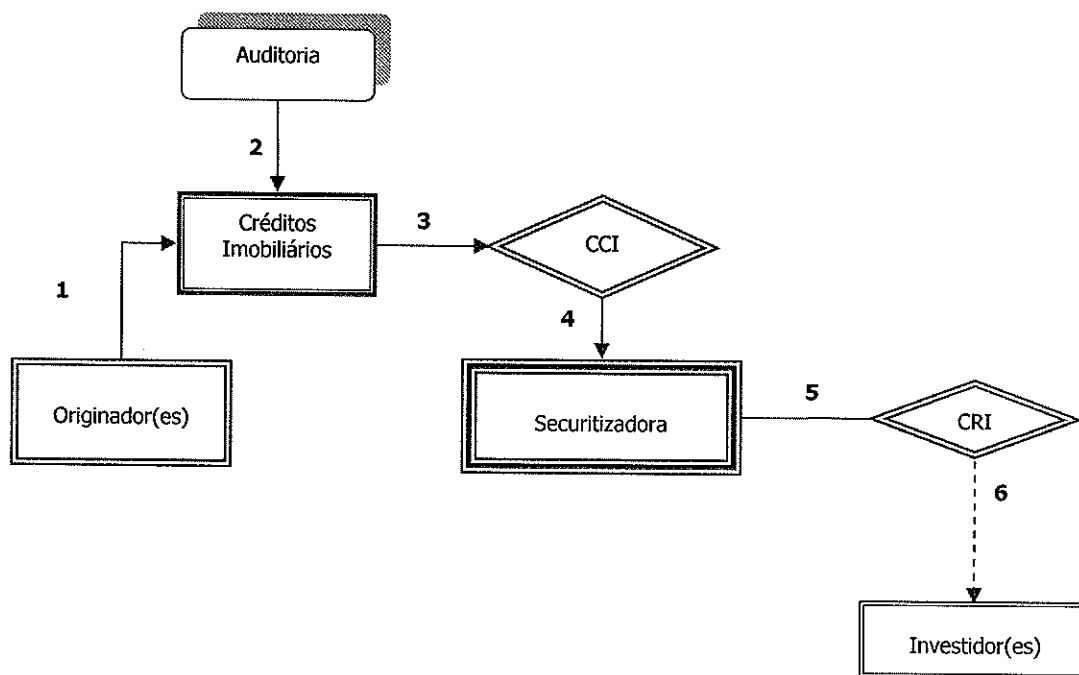 Auditoria
2
Créditos
Imobiliários
3
CCI
1
4
Originador(es)
Securitizadora
5
CRI
6
Investidor(es)